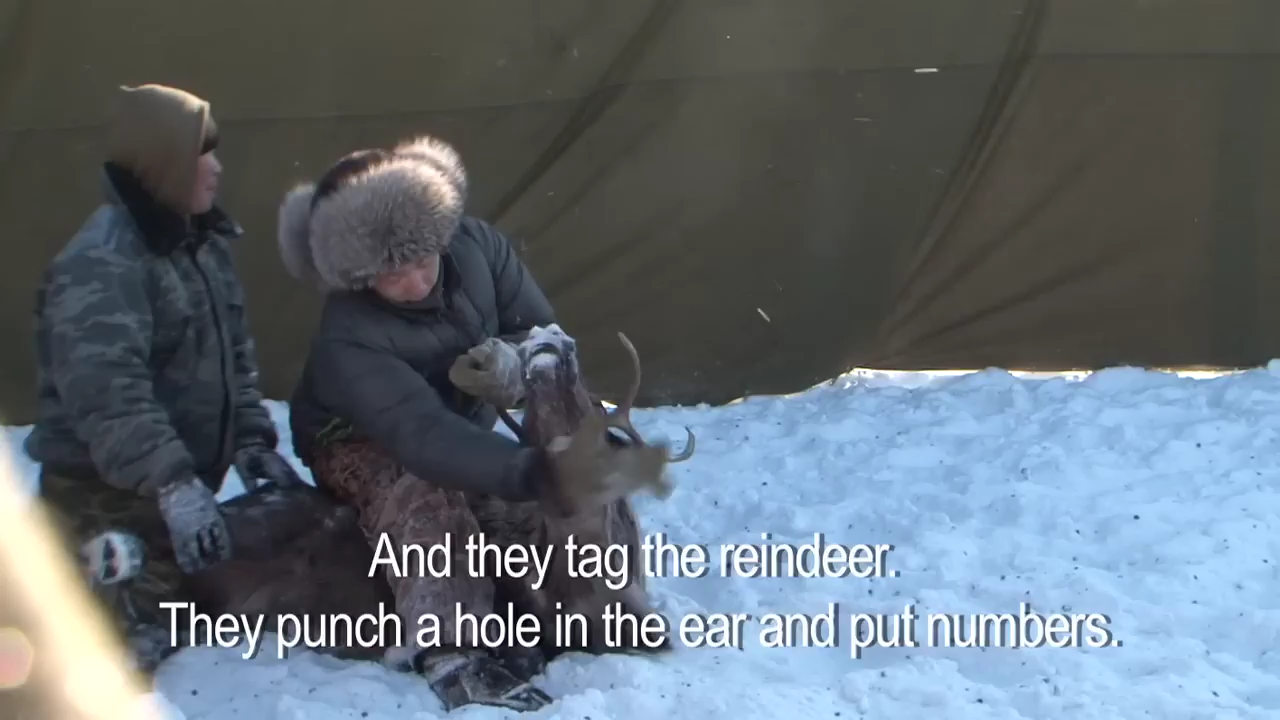 And they tag the reindeer.
They punch a hole in the ear and put numbers.